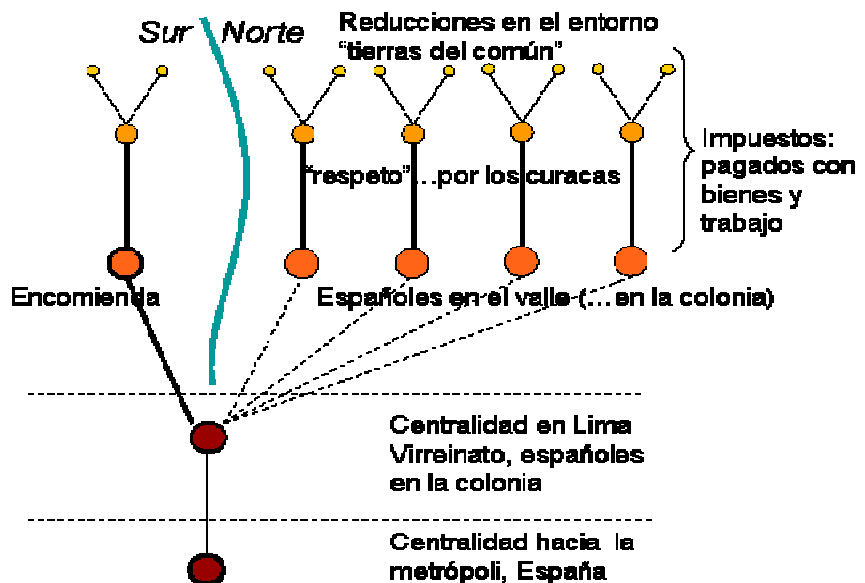 Sur Norte
Reducciones en el entorno
"tierras del común"
Impuestos:
pagados con
bienes y
trabajo
"respeto"...por los curacas
Encomienda
Españoles en el valle (...en la colonia)
Centralidad en Lima
Virreinato, españoles
en la colonia
Centralidad hacia la
metrópoli, España